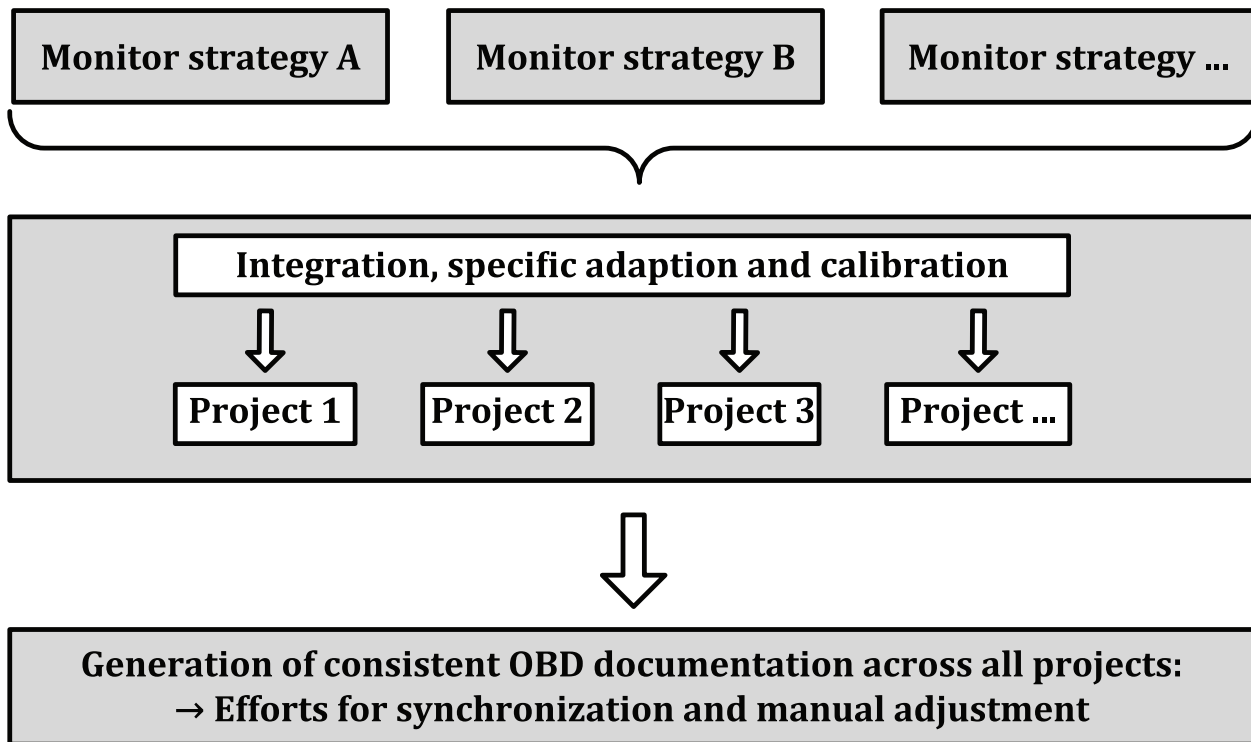 Monitor strategy A
Monitor strategy B
Monitor strategy ...
Integration, specific adaption and calibration
Project 1
Project 2
Project 3
Project ...
Generation of consistent OBD documentation across all projects:
→ Efforts for synchronization and manual adjustment